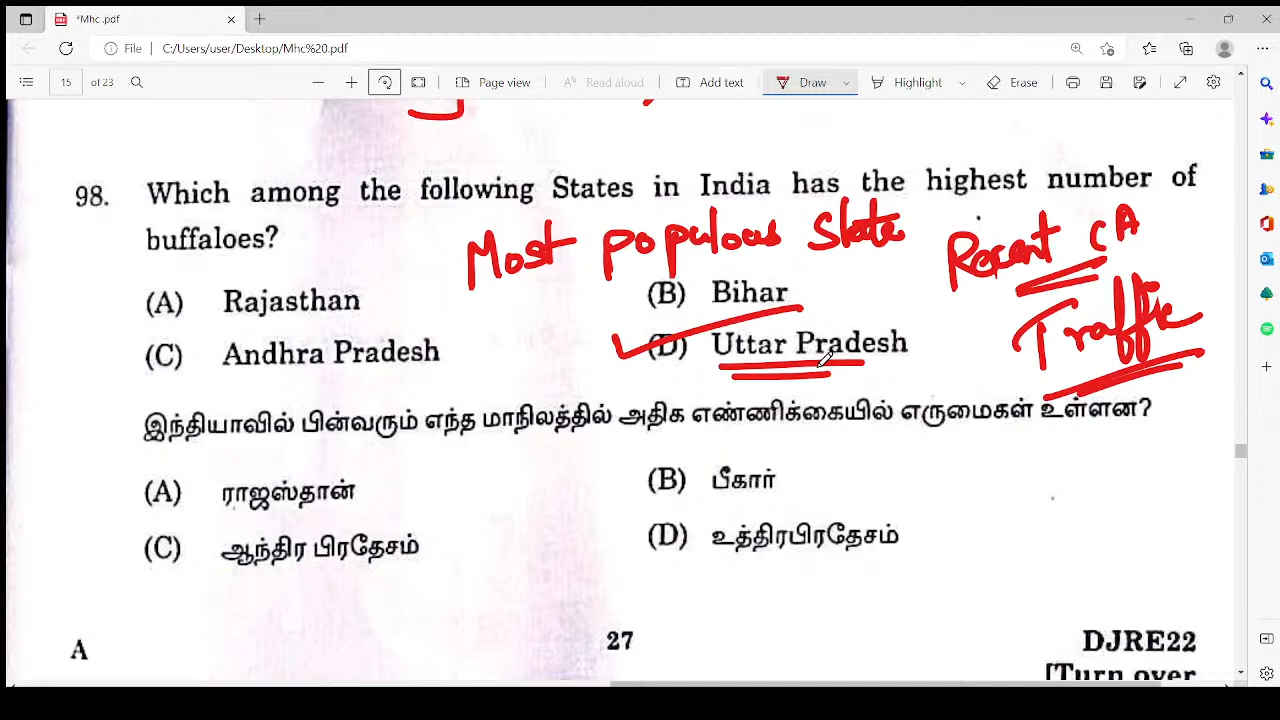 *Mhc .pdf
File C:/Users/user/Desktop/Mhc%20.pdf
15 of 23 Page view Read aloud Add text Draw Highlight Erase
98. Which among the following States in India has the highest number of
buffaloes?
Most populous State Recent CA
Traffic
(A) Rajasthan (B) Bihar
(C) Andhra Pradesh (D) Uttar Pradesh
இந்தியாவில் பின்வரும் எந்த மாநிலத்தில் அதிக எண்ணிக்கையில் எருமைகள் உள்ளன?
(A) ராஜஸ்தான் (B) பீகார்
(C) ஆந்திர பிரதேசம் (D) உத்திரபிரதேசம்
A 27 DJRE22
[Turn over